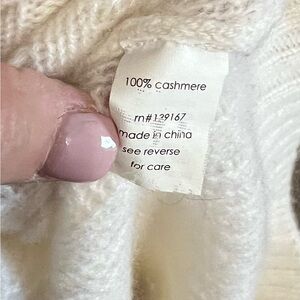 100% cashmere
rn#139167
made in china
see reverse
for care